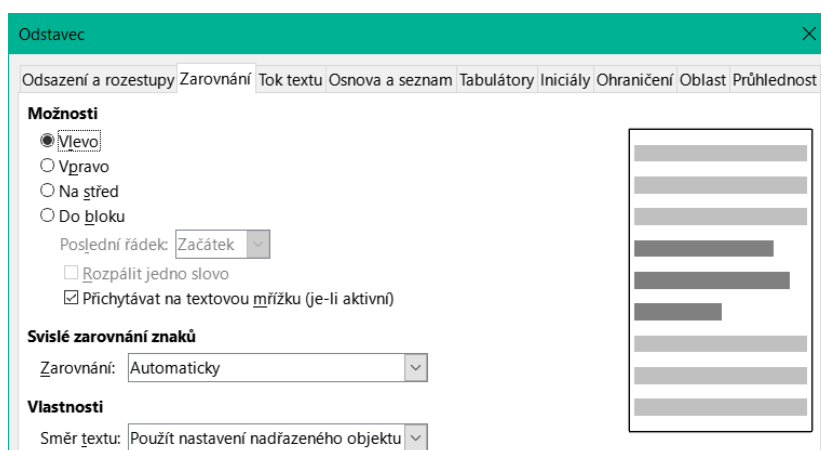 Odstavec
Odsazení a rozestupy Zarovnání Tok textu Osnova a seznam Tabulátory Iniciály Ohraničení Oblast Průhlednost
Možnosti
Vlevo
Vpravo
Na střed
Do bloku
Poslední řádek: Začátek
Rozpálit jedno slovo
Přichytávat na textovou mřížku (je-li aktivní)
Svislé zarovnání znaků
Zarovnání: Automaticky
Vlastnosti
Směr textu: Použít nastavení nadřazeného objektu